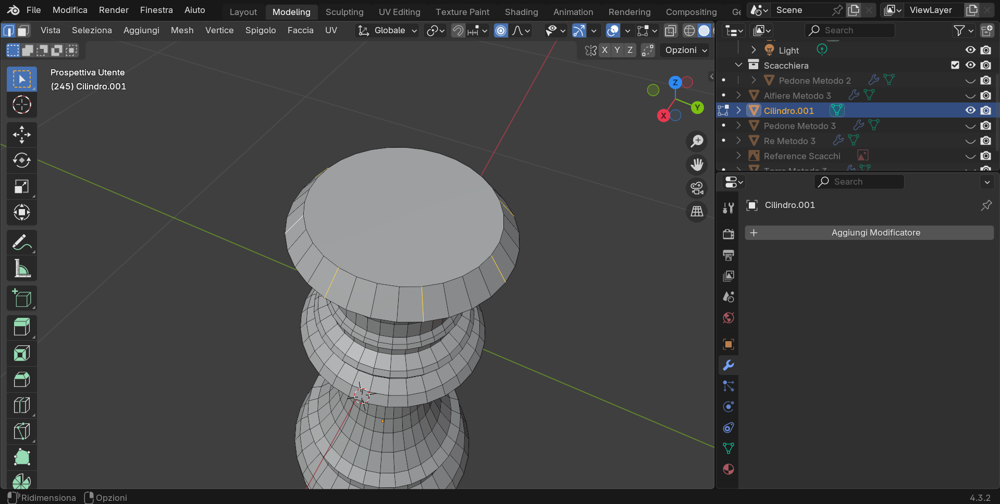 File Modifica Render Finestra Aiuto Layout Modeling Sculpting UV Editing Texture Paint Shading Animation Rendering Compositing Ge Scene ViewLayer
Vista Seleziona Aggiungi Mesh Vertice Spigolo Faccia UV Globale Search
X Y Z Opzioni
Prospettiva Utente
(245) Cilindro.001
Z
Y
X
Light
Scacchiera
Pedone Metodo 2
Alfiere Metodo 3
Cilindro.001
Pedone Metodo 3
Re Metodo 3
Reference Scacchi
Torre Metodo 3
Search
Cilindro.001
Aggiungi Modificatore
Ridimensiona Opzioni 4.3.2